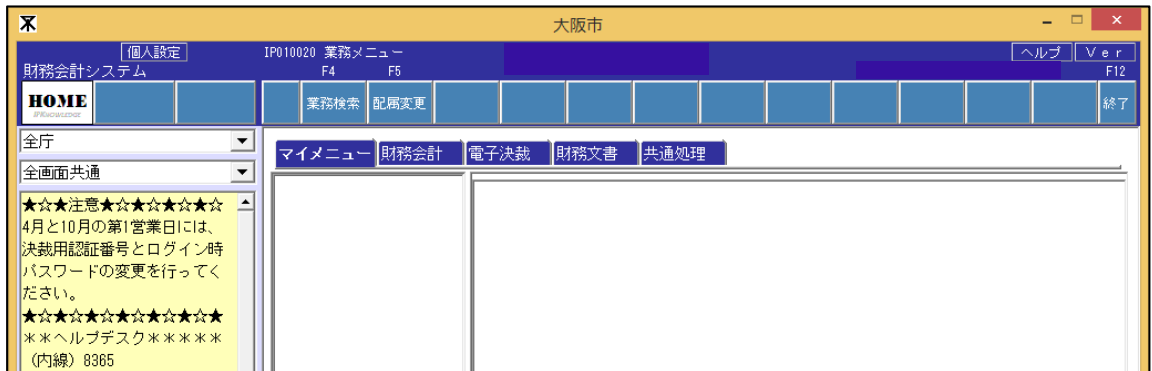 大阪市
個人設定 IP010020 業務メニュー ヘルプ Ver
財務会計システム F4 F5 F12
HOME 業務検索 配属変更 終了
IPKNOWLEDGE
全庁
全画面共通
マイメニュー 財務会計 電子決裁 財務文書 共通処理
★☆★注意★☆★☆★☆★☆
4月と10月の第1営業日には、
決裁用認証番号とログイン時
パスワードの変更を行ってく
ださい。
★☆★☆★☆★☆★☆★☆★
＊＊ヘルプデスク＊＊＊＊＊
（内線）8365